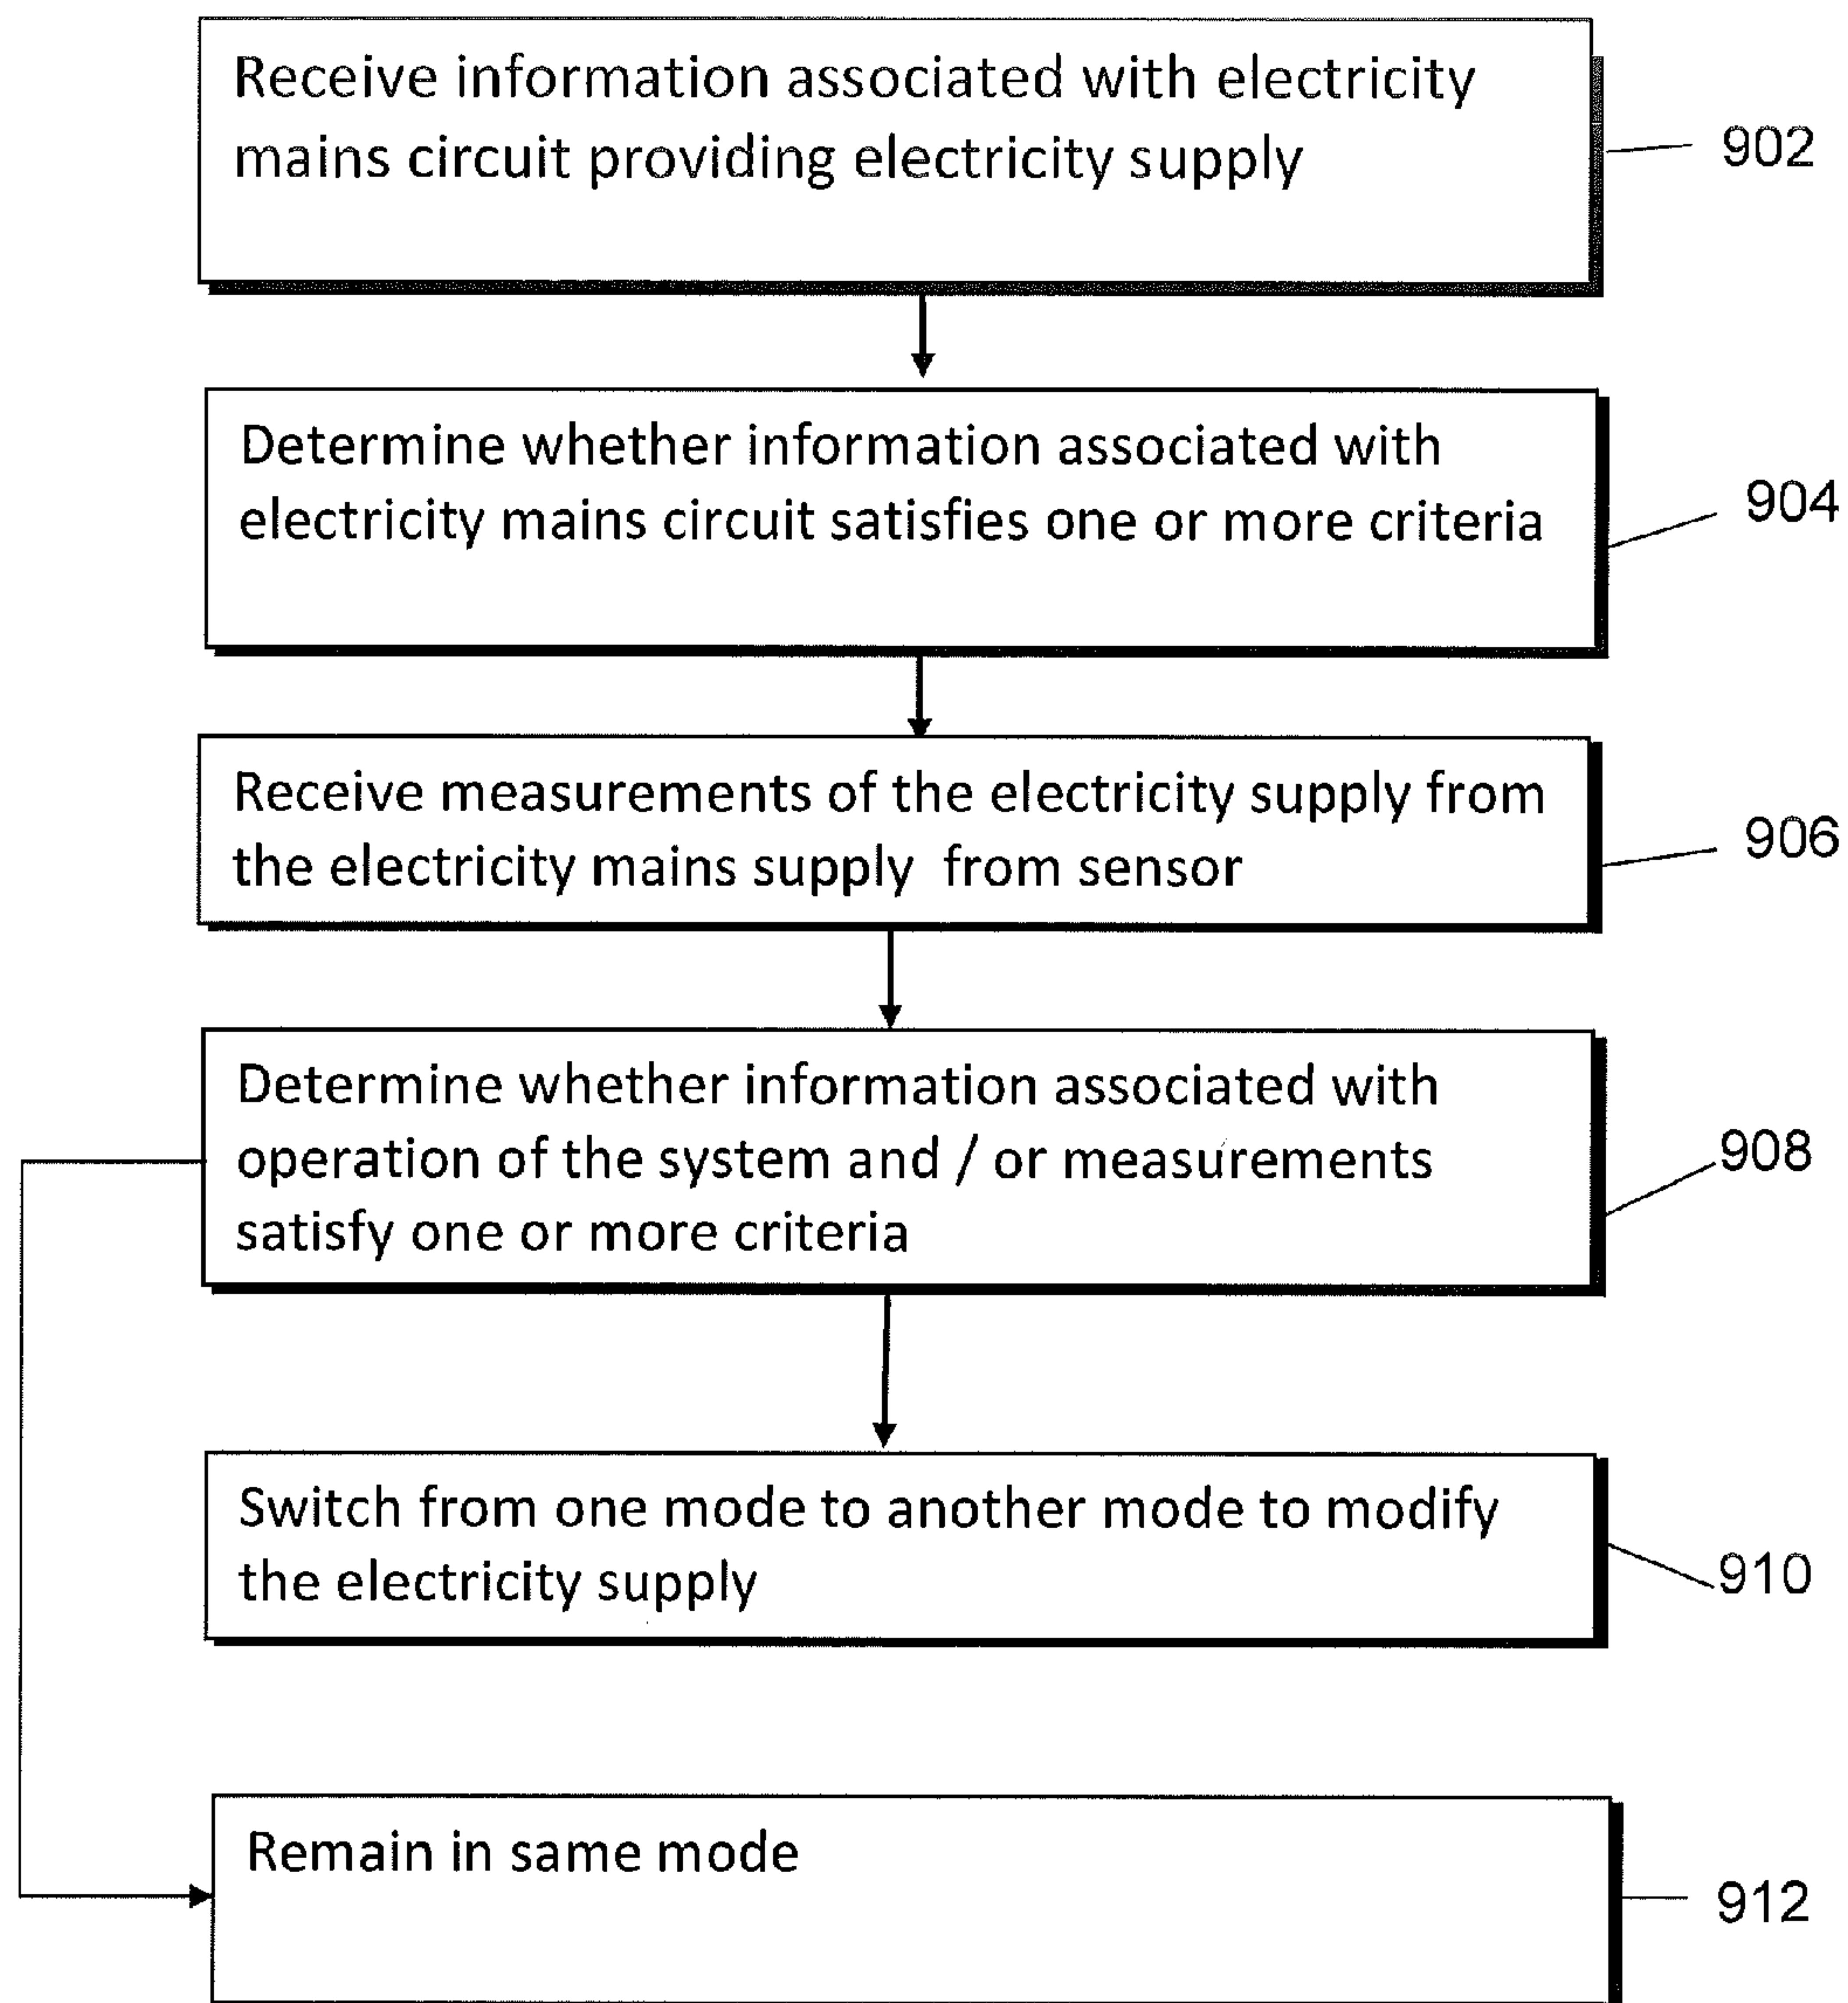 Receive information associated with electricity
mains circuit providing electricity supply
902
Determine whether information associated with
electricity mains circuit satisfies one or more criteria
904
Receive measurements of the electricity supply from
the electricity mains supply from sensor
906
Determine whether information associated with
operation of the system and / or measurements
satisfy one or more criteria
908
Switch from one mode to another mode to modify
the electricity supply
910
Remain in same mode
912